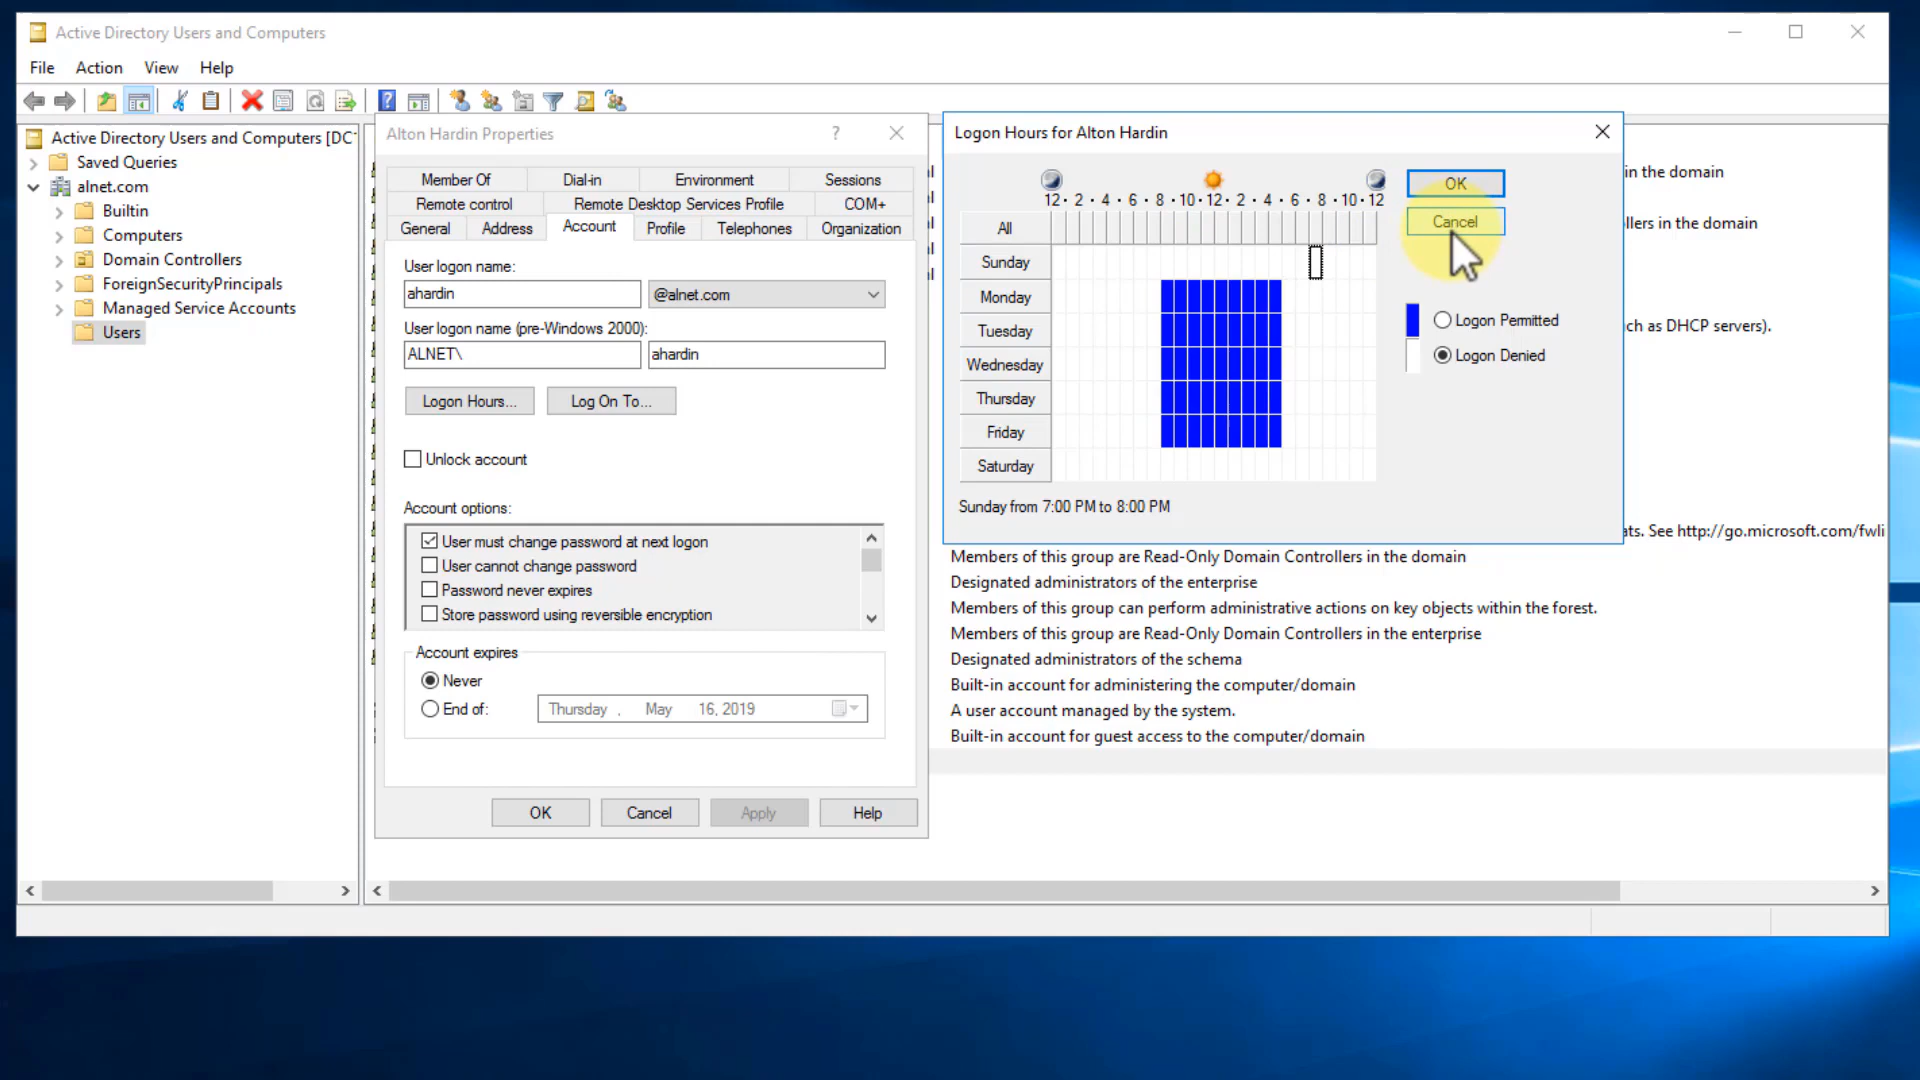 Active Directory Users and Computers
File Action View Help
Active Directory Users and Computers [DC
Saved Queries
alnet.com
Builtin
Computers
Domain Controllers
ForeignSecurityPrincipals
Managed Service Accounts
Users
Alton Hardin Properties
?
Member Of Dial-in Environment Sessions
Remote control Remote Desktop Services Profile COM+
General Address Account Profile Telephones Organization
User logon name:
ahardin @alnet.com
User logon name (pre-Windows 2000):
ALNET\ ahardin
Logon Hours... Log On To...
Unlock account
Account options:
User must change password at next logon
User cannot change password
Password never expires
Store password using reversible encryption
Account expires
Never
End of: Thursday , May 16, 2019
OK Cancel Apply Help
Logon Hours for Alton Hardin
12 · 2 · 4 · 6 · 8 · 10 · 12 · 2 · 4 · 6 · 8 · 10 · 12
All
Sunday
Monday
Tuesday
Wednesday
Thursday
Friday
Saturday
Sunday from 7:00 PM to 8:00 PM
OK
Cancel
Logon Permitted
Logon Denied
in the domain
llers in the domain
ch as DHCP servers).
ats. See http://go.microsoft.com/fwli
Members of this group are Read-Only Domain Controllers in the domain
Designated administrators of the enterprise
Members of this group can perform administrative actions on key objects within the forest.
Members of this group are Read-Only Domain Controllers in the enterprise
Designated administrators of the schema
Built-in account for administering the computer/domain
A user account managed by the system.
Built-in account for guest access to the computer/domain